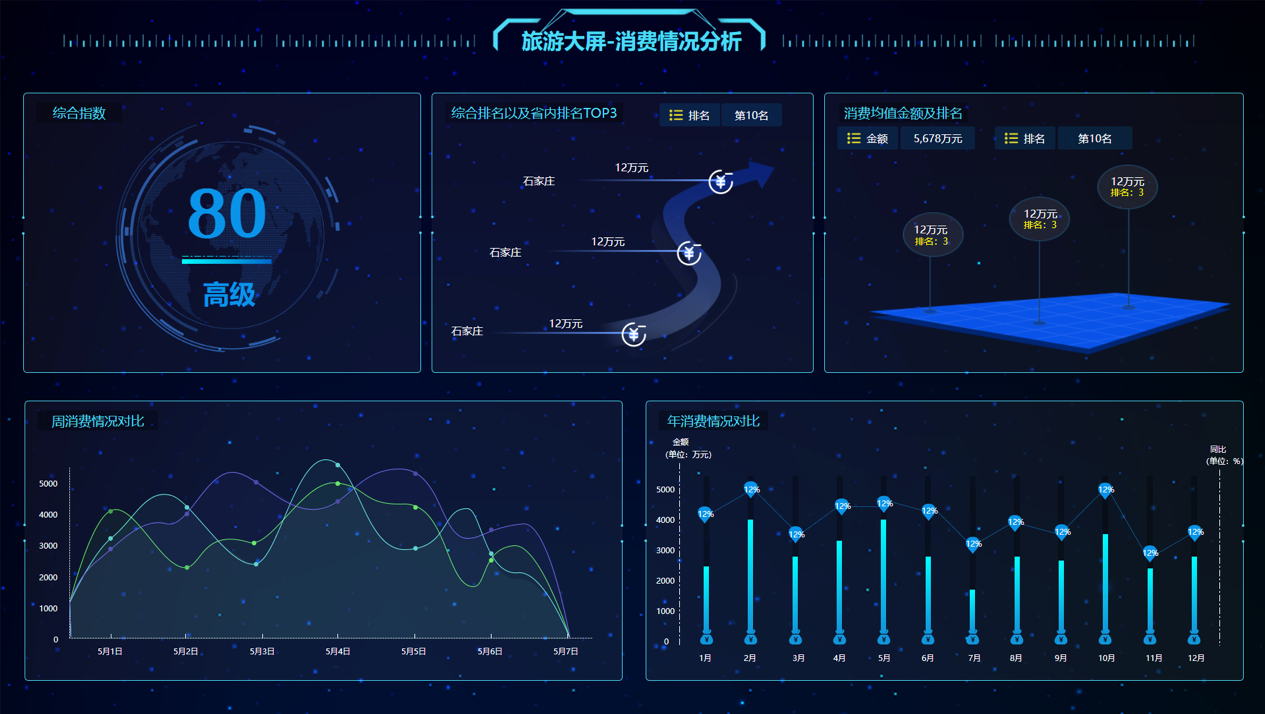 旅游大屏-消费情况分析
综合指数
80
高级
综合排名以及省内排名TOP3
排名
第10名
12万元
石家庄
12万元
石家庄
12万元
石家庄
消费均值金额及排名
金额
5,678万元
排名
第10名
12万元
排名：3
12万元
排名：3
12万元
排名：3
周消费情况对比
5000
4000
3000
2000
1000
0
5月1日
5月2日
5月3日
5月4日
5月5日
5月6日
5月7日
年消费情况对比
金额
(单位：万元)
同比
(单位：%)
5000
4000
3000
2000
1000
0
12%
12%
12%
12%
12%
12%
12%
12%
12%
12%
12%
12%
1月
2月
3月
4月
5月
6月
7月
8月
9月
10月
11月
12月